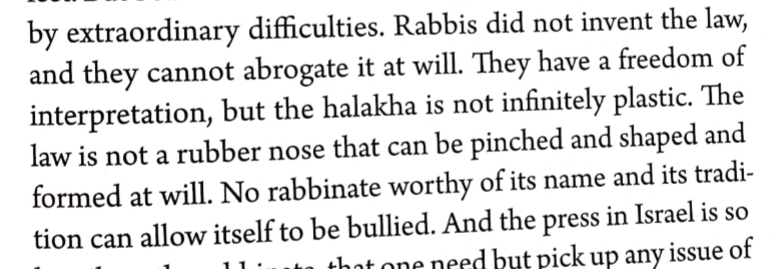 by extraordinary difficulties. Rabbis did not invent the law,
and they cannot abrogate it at will. They have a freedom of
interpretation, but the halakha is not infinitely plastic. The
law is not a rubber nose that can be pinched and shaped and
formed at will. No rabbinate worthy of its name and its tradi-
tion can allow itself to be bullied. And the press in Israel is so
that one need but pick up any issue of